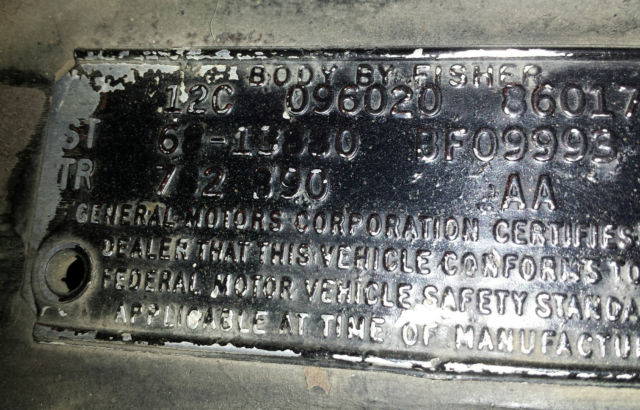 BODY BY FISHER
12C 096020 86017
ST BF09993
TR AA
GENERAL MOTORS CORPORATION CERTIFIES
DEALER THAT THIS VEHICLE CONFORMS TO
FEDERAL MOTOR VEHICLE SAFETY STANDA
APPLICABLE AT TIME OF MANUFACTU